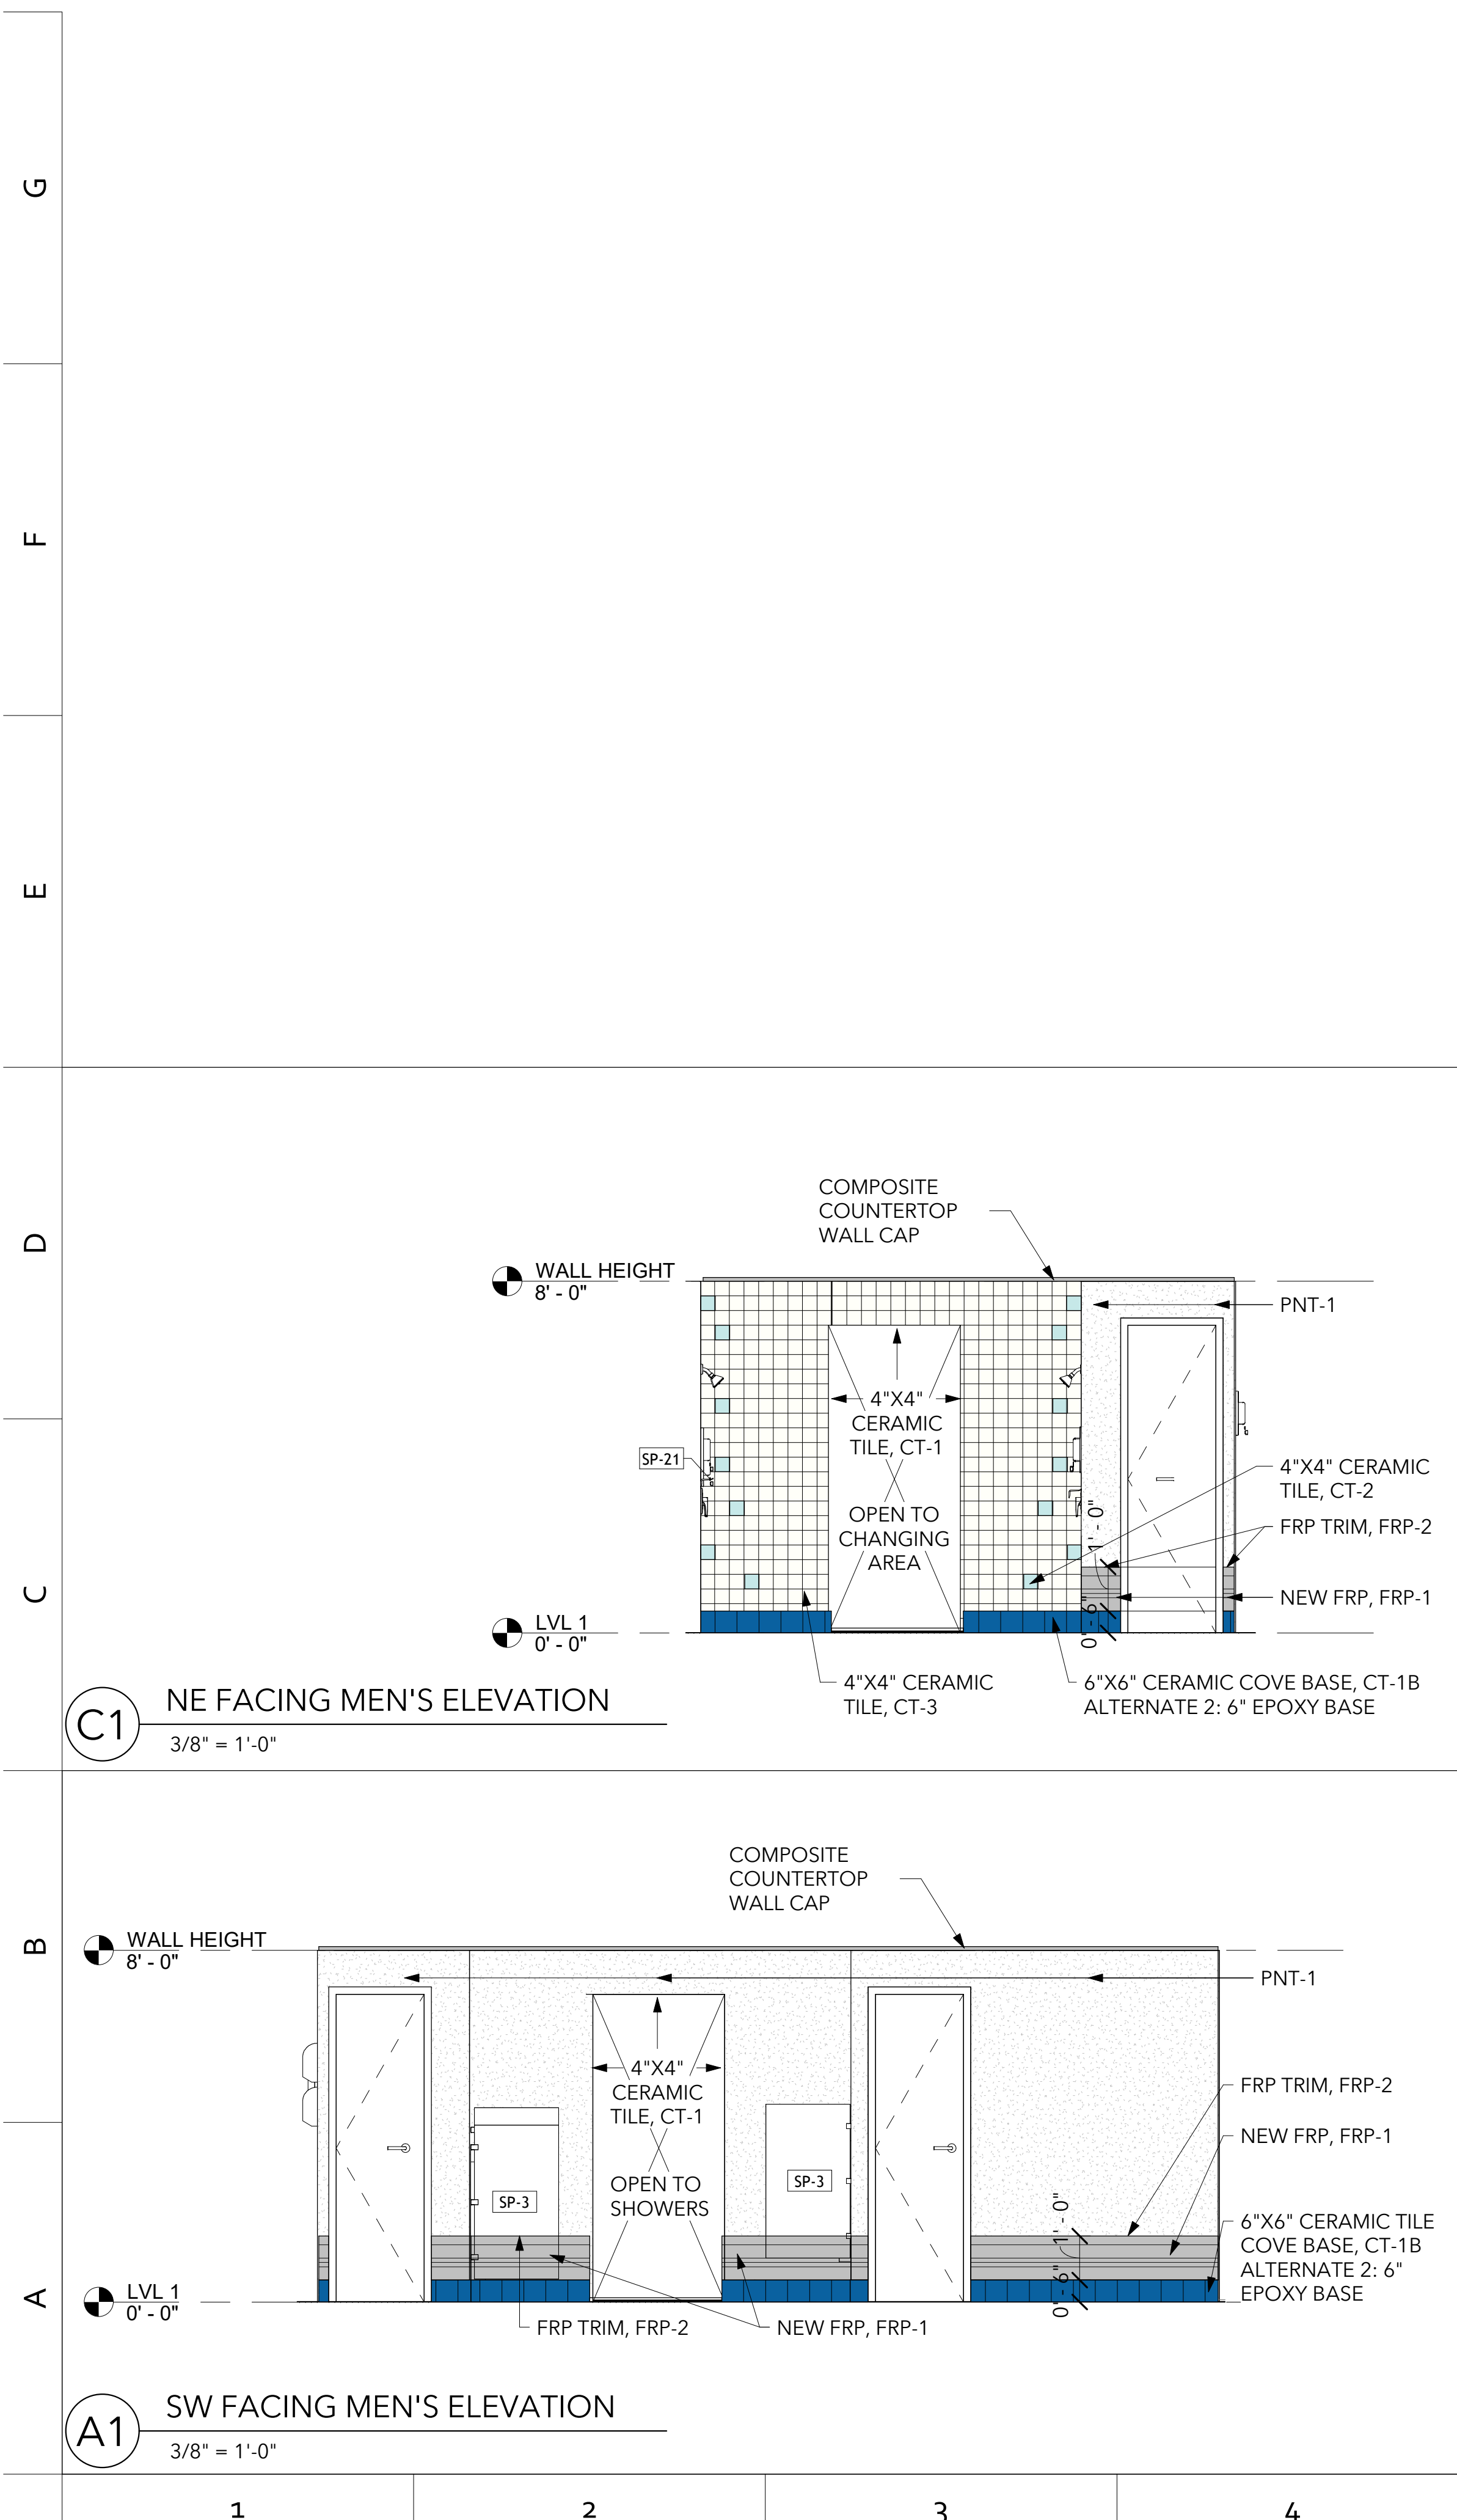 G
F
E
D
C
B
A
COMPOSITE
COUNTERTOP
WALL CAP
WALL HEIGHT
8' - 0"
PNT-1
4"X4"
CERAMIC
TILE, CT-1
SP-21
OPEN TO
CHANGING
AREA
4"X4" CERAMIC
TILE, CT-2
1' - 0"
FRP TRIM, FRP-2
NEW FRP, FRP-1
0' - 6"
LVL 1
0' - 0"
4"X4" CERAMIC
TILE, CT-3
6"X6" CERAMIC COVE BASE, CT-1B
ALTERNATE 2: 6" EPOXY BASE
C1
NE FACING MEN'S ELEVATION
3/8" = 1'-0"
COMPOSITE
COUNTERTOP
WALL CAP
WALL HEIGHT
8' - 0"
PNT-1
4"X4"
CERAMIC
TILE, CT-1
FRP TRIM, FRP-2
NEW FRP, FRP-1
OPEN TO
SHOWERS
SP-3
SP-3
1' - 0"
0' - 6"
6"X6" CERAMIC TILE
COVE BASE, CT-1B
ALTERNATE 2: 6"
EPOXY BASE
LVL 1
0' - 0"
FRP TRIM, FRP-2
NEW FRP, FRP-1
A1
SW FACING MEN'S ELEVATION
3/8" = 1'-0"
1
2
3
4